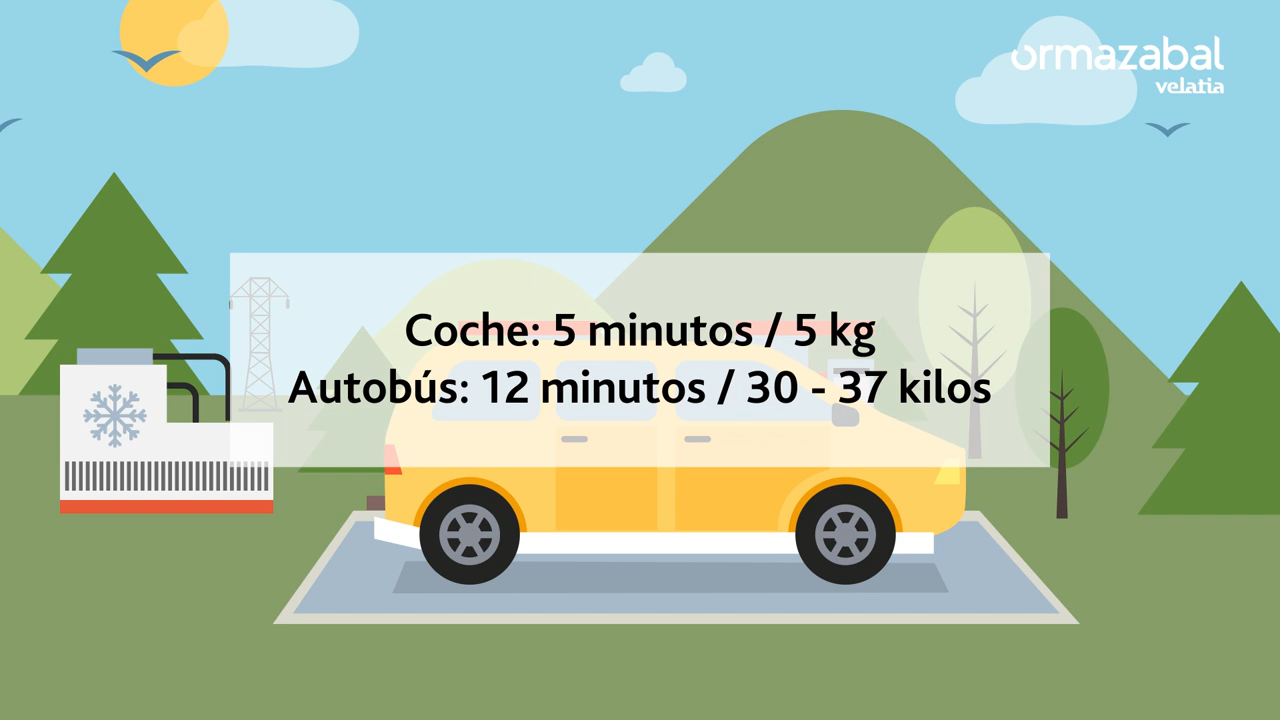 ormazabal
velatia
Coche: 5 minutos / 5 kg
Autobús: 12 minutos / 30 - 37 kilos